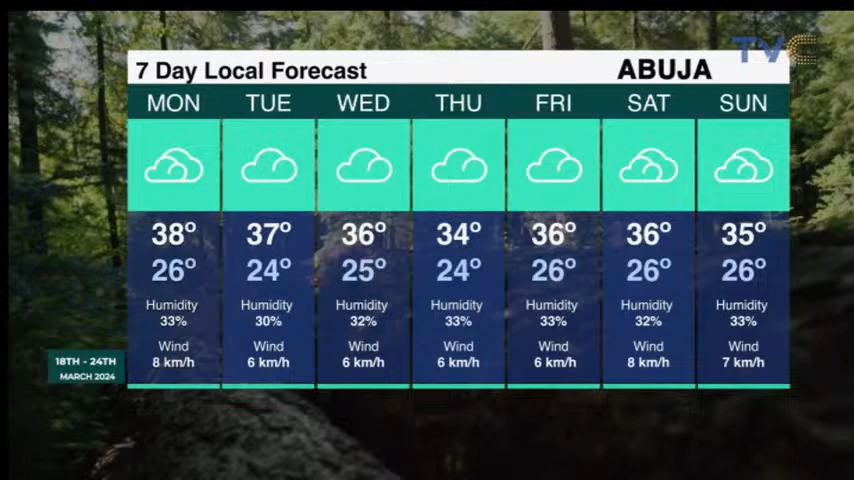 TVC
7 Day Local Forecast ABUJA
MON TUE WED THU FRI SAT SUN
38° 37° 36° 34° 36° 36° 35°
26° 24° 25° 24° 26° 26° 26°
Humidity Humidity Humidity Humidity Humidity Humidity Humidity
33% 30% 32% 33% 33% 32% 33%
Wind Wind Wind Wind Wind Wind Wind
8 km/h 6 km/h 6 km/h 6 km/h 6 km/h 8 km/h 7 km/h
18TH - 24TH
MARCH 2024